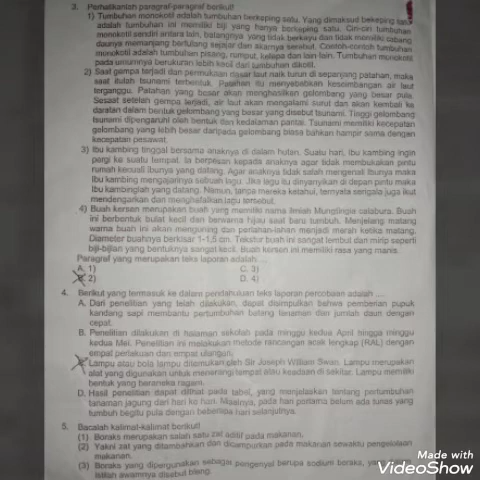 3. Perhatikanlah paragraf-paragraf berikut!
1) Tumbuhan monokotil adalah tumbuhan berkeping satu. Yang dimaksud bekeping satu
adalah tumbuhan ini memiliki biji yang hanya berkeping satu. Ciri-ciri tumbuhan
monokotil sendiri antara lain, batangnya yang tidak berkayu dan tidak memiliki cabang,
daunya memanjang bertulang sejajar dan akarnya serabut. Contoh-contoh tumbuhan
monokotil adalah tumbuhan pisang, rumput, kelapa dan lain lain. Tumbuhan monokotil
pada umumnya berukuran lebih kecil dari tumbuhan dikotil.
2) Saat gempa terjadi dan permukaan dasar laut naik turun di sepanjang patahan, maka
saat itulah tsunami terbentuk. Patahan itu menyebabkan keseimbangan air laut
terganggu. Patahan yang besar akan menghasilkan gelombang yang besar pula.
Sesaat setelah gempa terjadi, air laut akan mengalami surut dan akan kembali ke
daratan dalam bentuk gelombang yang besar yang disebut tsunami. Tinggi gelombang
tsunami dipengaruhi oleh bentuk dan kedalaman pantai. Tsunami memiliki kecepatan
gelombang yang lebih besar daripada gelombang biasa bahkan hampir sama dengan
kecepatan pesawat.
3) Ibu kambing tinggal bersama anaknya di dalam hutan. Suatu hari, Ibu kambing ingin
pergi ke suatu tempat. Ia berpesan kepada anaknya agar tidak membukakan pintu
rumah kecuali ibunya yang datang. Agar anaknya tidak salah mengenali Ibunya maka
Ibu kambing mengajarinya sebuah lagu. Jika lagu itu dinyanyikan di depan pintu maka
Ibu kambinglah yang datang. Namun, tanpa mereka ketahui, ternyata serigala juga ikut
mendengarkan dan menghafalkan lagu tersebut.
4) Buah kersen merupakan buah yang memiliki nama ilmiah Mungtingia calabura. Buah
ini berbentuk bulat kecil dan berwarna hijau saat baru tumbuh. Menjelang matang
warna buah ini akan menguning dan perlahan-lahan menjadi merah ketika matang.
Diameter buahnya berkisar 1-1,5 cm. Tekstur buah ini sangat lembut dan mirip seperti
biji-bijian yang bentuknya sangat kecil. Buah kersen ini memiliki rasa yang manis.
Paragraf yang merupakan teks laporan adalah ...
A. 1) C. 3)
B. 2) D. 4)
4. Berikut yang termasuk ke dalam pendahuluan teks laporan percobaan adalah ...
A. Dari penelitian yang telah dilakukan, dapat disimpulkan bahwa pemberian pupuk
kandang sapi membantu pertumbuhan batang tanaman dan jumlah daun dengan
cepat.
B. Penelitian dilakukan di halaman sekolah pada minggu kedua April hingga minggu
kedua Mei. Penelitian ini melakukan metode rancangan acak lengkap (RAL) dengan
empat perlakuan dan empat ulangan.
C. Lampu atau bola lampu ditemukan oleh Sir Joseph William Swan. Lampu merupakan
alat yang digunakan untuk menerangi tempat atau keadaan di sekitar. Lampu memiliki
bentuk yang beraneka ragam.
D. Hasil penelitian dapat dilihat pada tabel, yang menjelaskan tentang pertumbuhan
tanaman jagung dari hari ke hari. Misalnya, pada hari pertama belum ada tunas yang
tumbuh begitu pula dengan beberapa hari selanjutnya.
5. Bacalah kalimat-kalimat berikut!
(1) Boraks merupakan salah satu zat aditif pada makanan.
(2) Yakni zat yang ditambahkan dan dicampurkan pada makanan sewaktu pengelolaan
makanan.
(3) Boraks yang dipergunakan sebagai pengenyal berupa sodium boraks,
istilah awamnya disebut bleng.
Made with
VideoShow